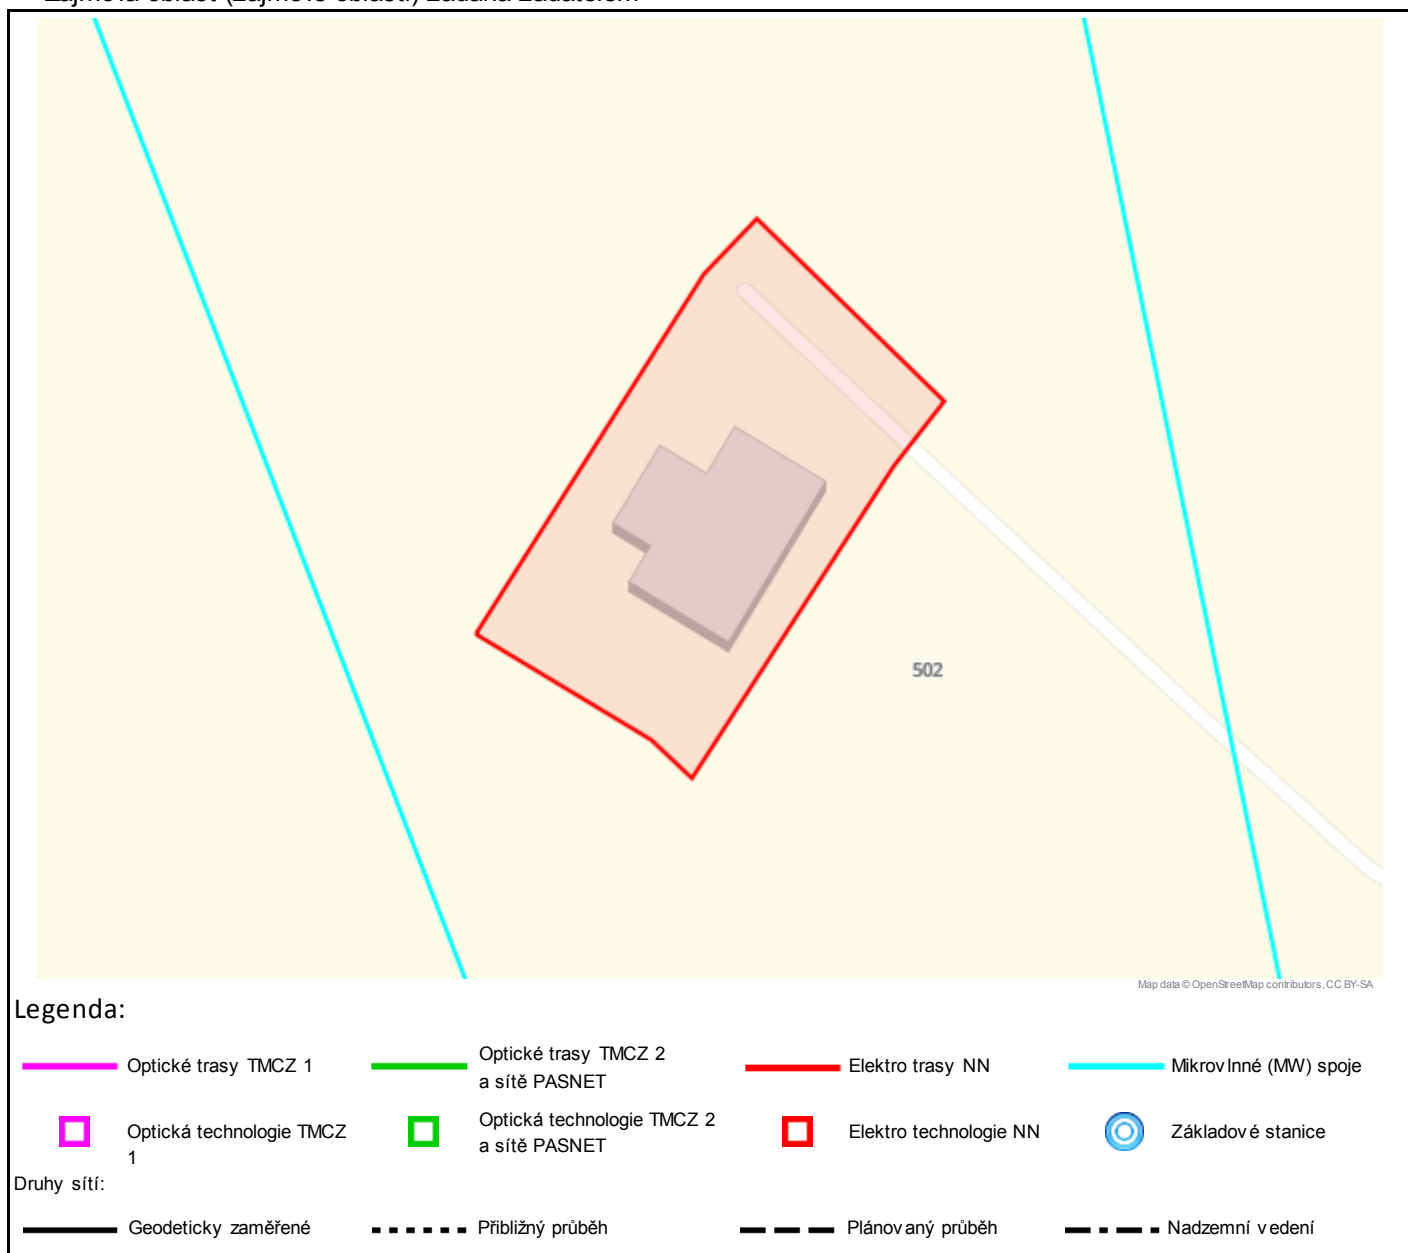 502
Map data © OpenStreetMap contributors, CC BY-SA
Legenda:
Optické trasy TMCZ 1
Optické trasy TMCZ 2
a sítě PASNET
Elektro trasy NN
Mikrovlnné (MW) spoje
Optická technologie TMCZ
1
Optická technologie TMCZ 2
a sítě PASNET
Elektro technologie NN
Základové stanice
Druhy sítí:
Geodeticky zaměřené
Přibližný průběh
Plánovaný průběh
Nadzemní vedení